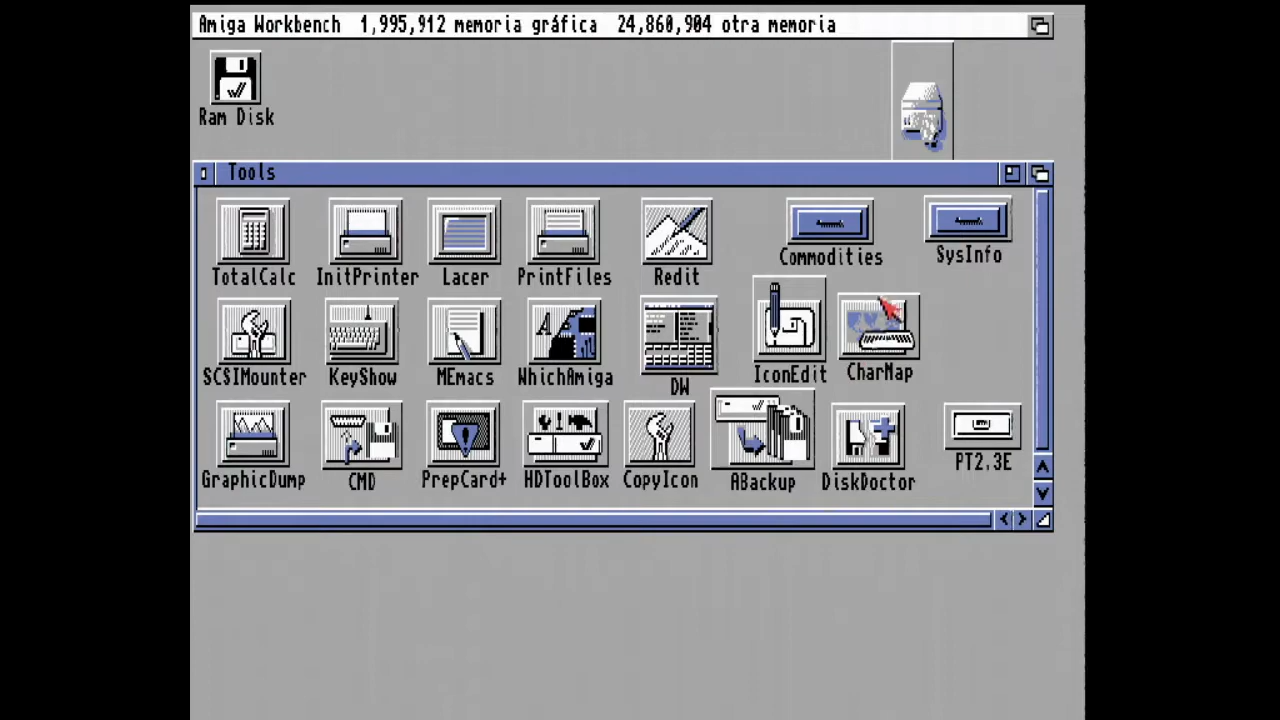 Amiga Workbench 1,995,912 memoria gráfica 24,860,904 otra memoria
Ram Disk
Tools
TotalCalc InitPrinter Lacer PrintFiles Redit Commodities SysInfo
SCSIMounter KeyShow MEmacs WhichAmiga DW IconEdit CharMap
GraphicDump CMD PrepCard+ HDToolBox CopyIcon ABackup DiskDoctor PT2,3E